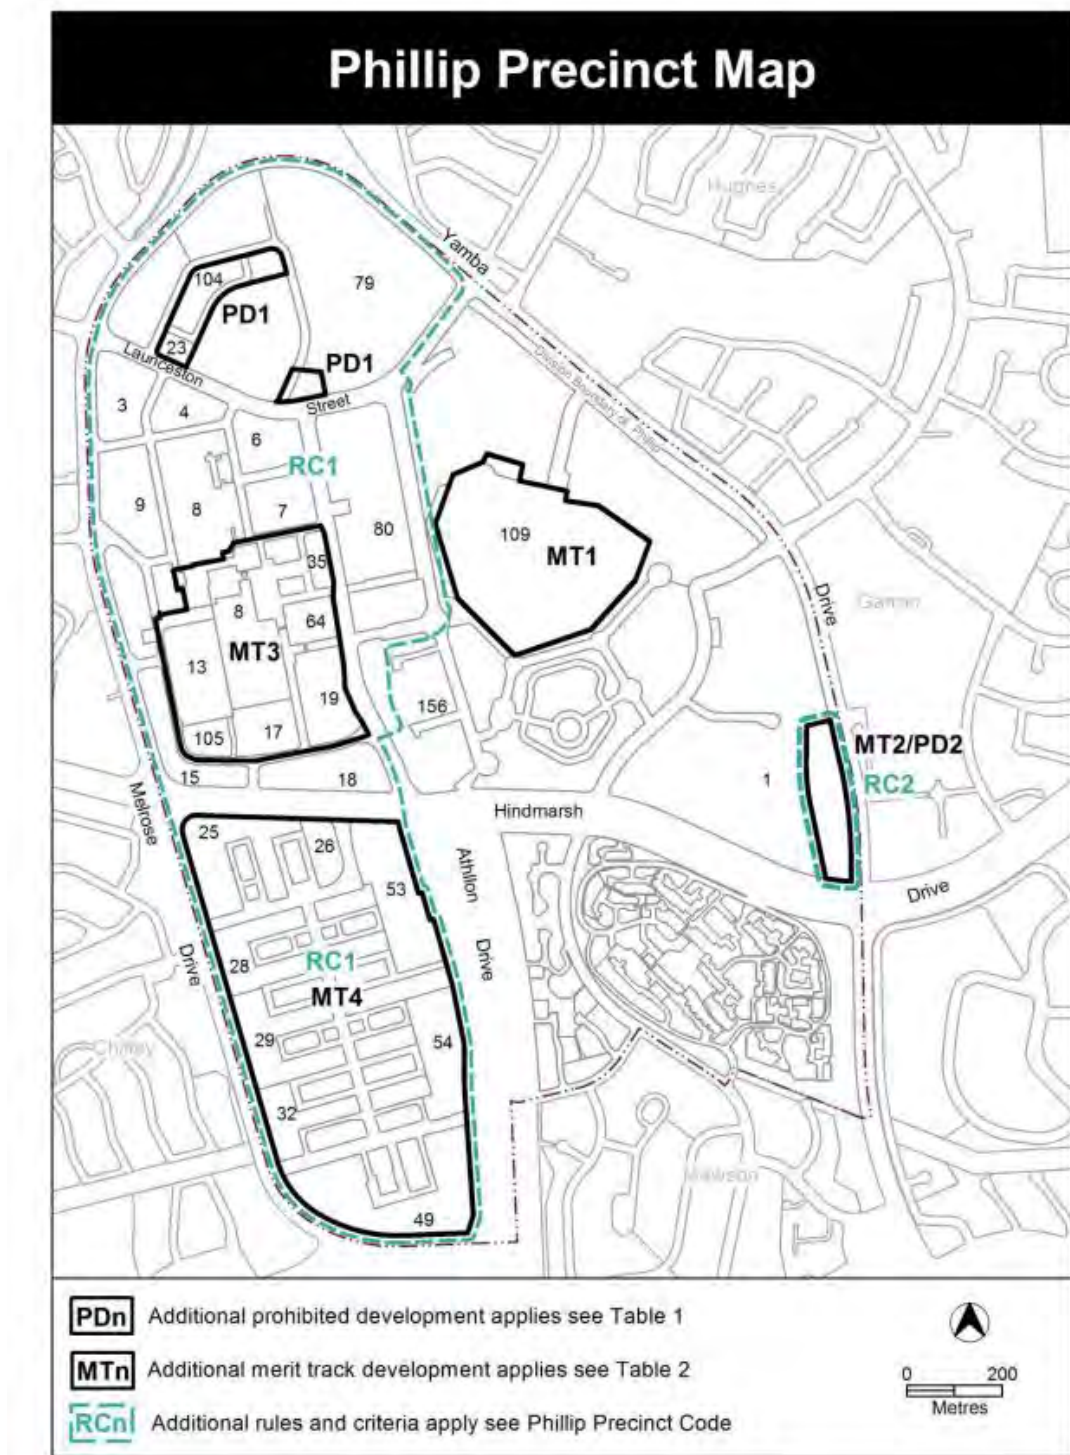 Phillip Precinct Map
Hughes
Yamba
104
79
PD1
23
Launceston
PD1
Street
3
4
6
RC1
Division Boundary of Phillip
9
8
7
80
109
MT1
35
8
64
MT3
13
19
156
105
17
15
18
Drive
Garran
MT2/PD2
RC2
1
Hindmarsh
Drive
Melrose
Drive
25
26
53
Athllon
Drive
28
RC1
MT4
29
54
32
49
Chifley
Mawson
PDn Additional prohibited development applies see Table 1
MTn Additional merit track development applies see Table 2
RCn Additional rules and criteria apply see Phillip Precinct Code
0 200
Metres